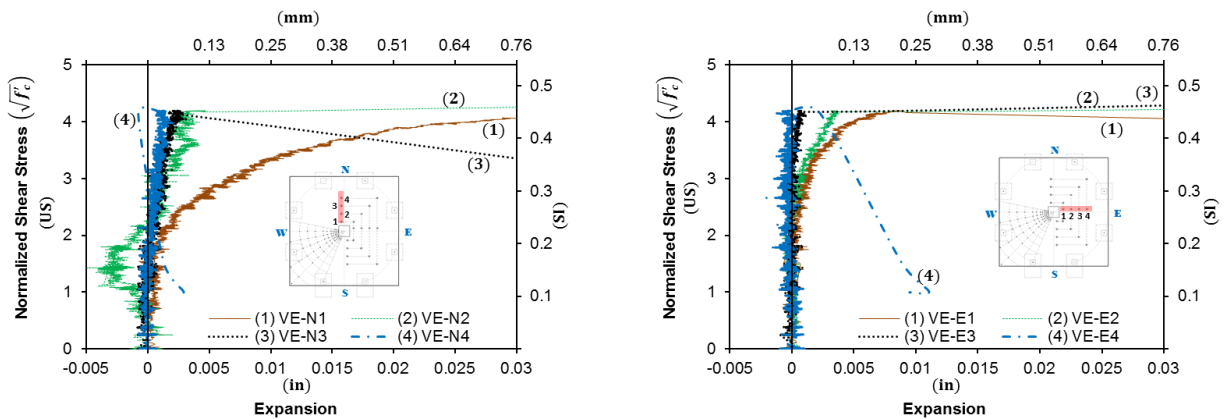 (mm)
0.13 0.25 0.38 0.51 0.64 0.76
Normalized Shear Stress (√f′c)
(US)
5
4
3
2
1
0
0.5
0.4
0.3
0.2
0.1
(SI)
(4)
(2)
(1)
(3)
N
W
E
S
3 4
1 2
(1) VE-N1 (2) VE-N2
(3) VE-N3 (4) VE-N4
-0.005 0 0.005 0.01 0.015 0.02 0.025 0.03
(in)
Expansion
(mm)
0.13 0.25 0.38 0.51 0.64 0.76
Normalized Shear Stress (√f′c)
(US)
5
4
3
2
1
0
0.5
0.4
0.3
0.2
0.1
(SI)
(2)
(3)
(1)
(4)
N
W
E
S
1 2 3 4
(1) VE-E1 (2) VE-E2
(3) VE-E3 (4) VE-E4
-0.005 0 0.005 0.01 0.015 0.02 0.025 0.03
(in)
Expansion